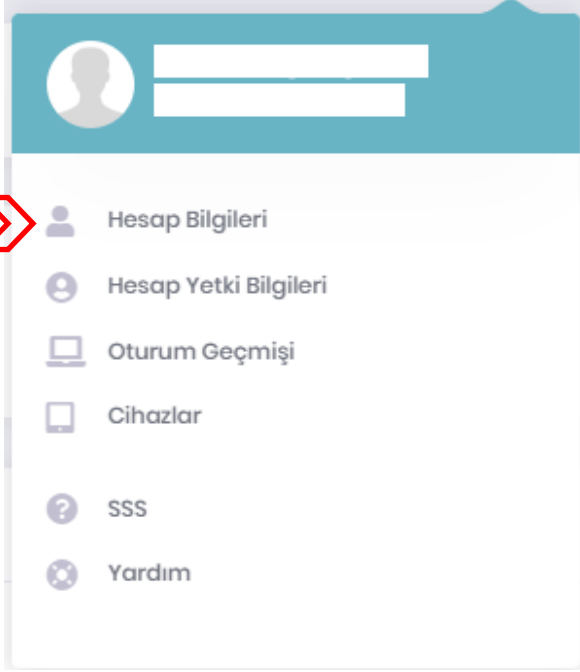 Hesap Bilgileri
Hesap Yetki Bilgileri
Oturum Geçmişi
Cihazlar
SSS
Yardım